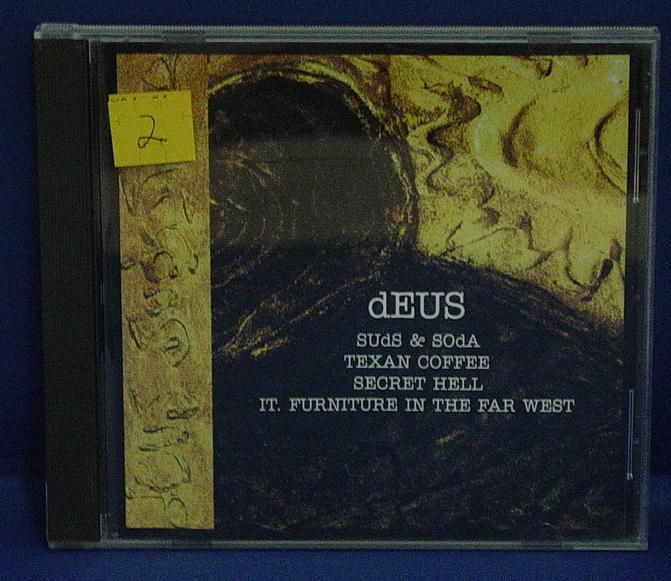 2
dEUS
SUdS & SOdA
TEXAN COFFEE
SECRET HELL
IT. FURNITURE IN THE FAR WEST